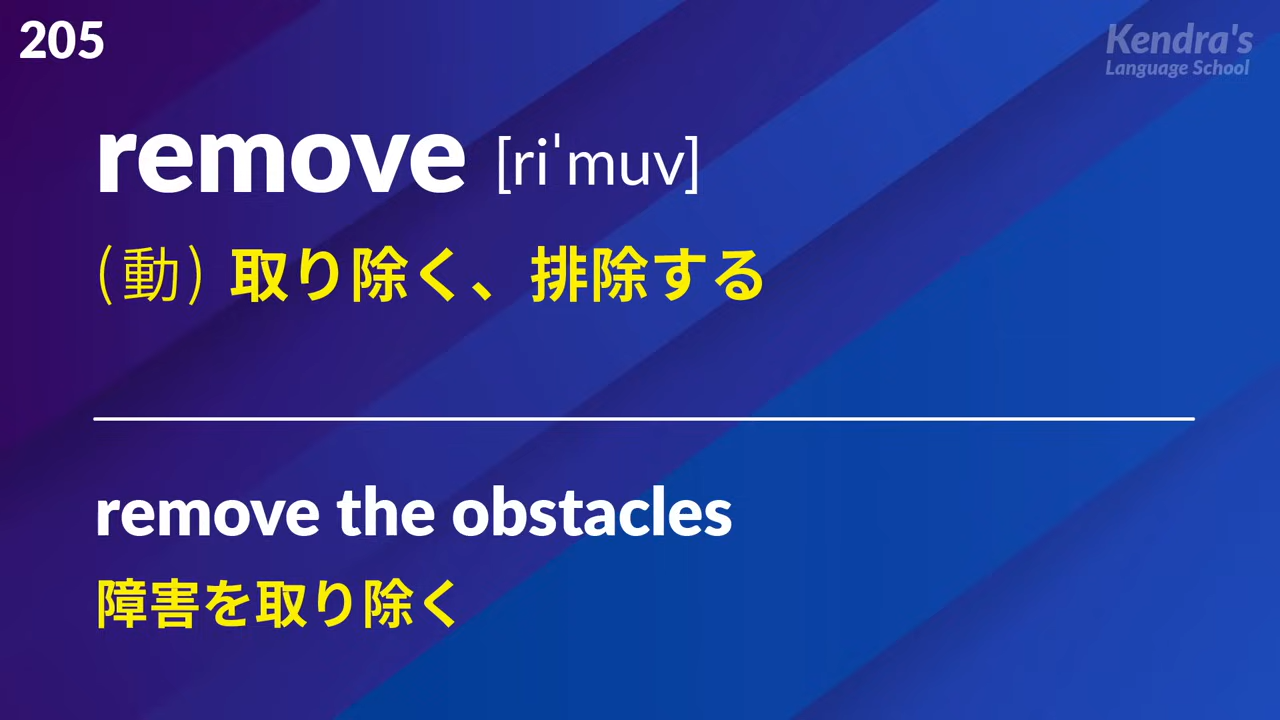 205
Kendra's
Language School
remove [riˈmuv]
(動) 取り除く、排除する
remove the obstacles
障害を取り除く